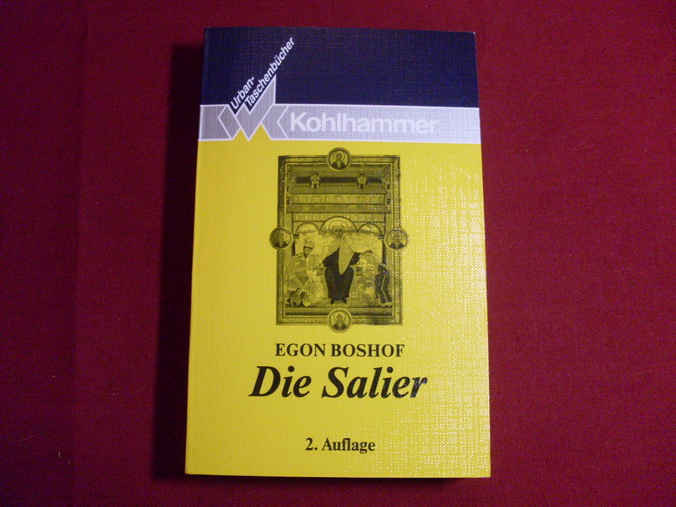 Urban-
Taschenbücher
Kohlhammer
EGON BOSHOF
Die Salier
2. Auflage